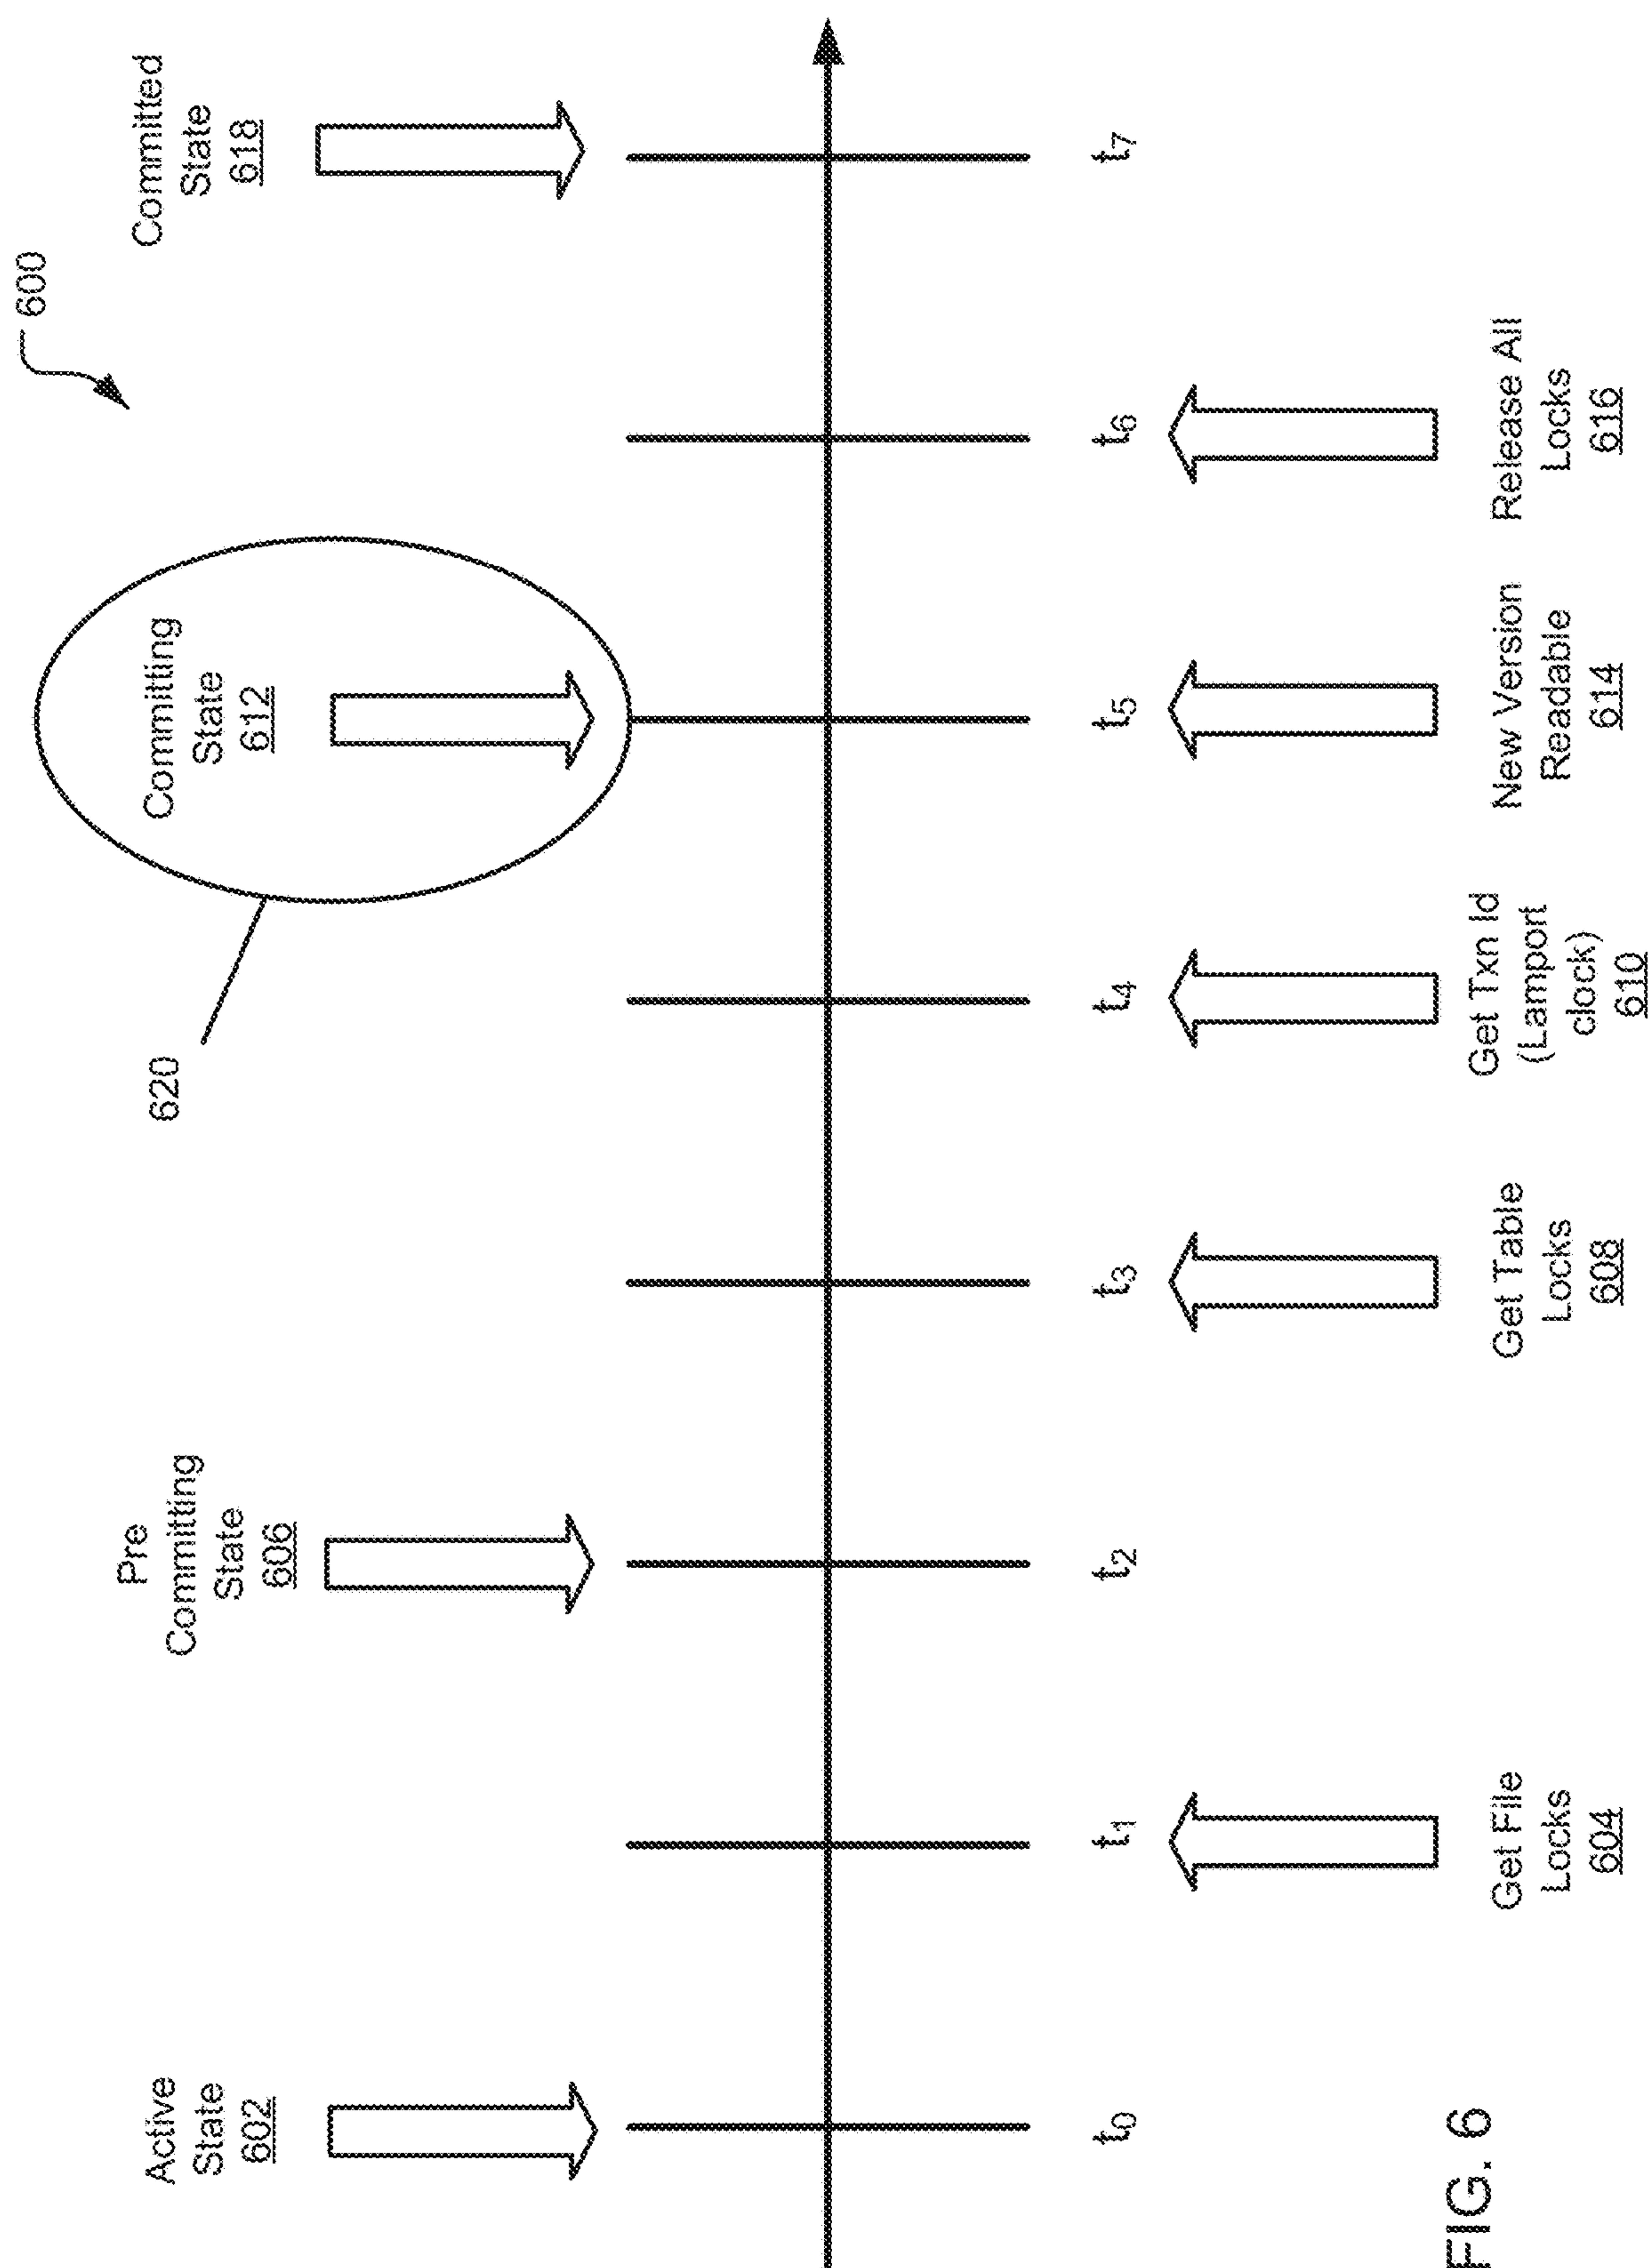 600
620
Active
State
602
Pre
Committing
State
606
Committing
State
612
Committed
State
618
t0
t1
t2
t3
t4
t5
t6
t7
Get File
Locks
604
Get Table
Locks
608
Get Txn Id
(Lamport
clock)
610
New Version
Readable
614
Release All
Locks
616
FIG. 6